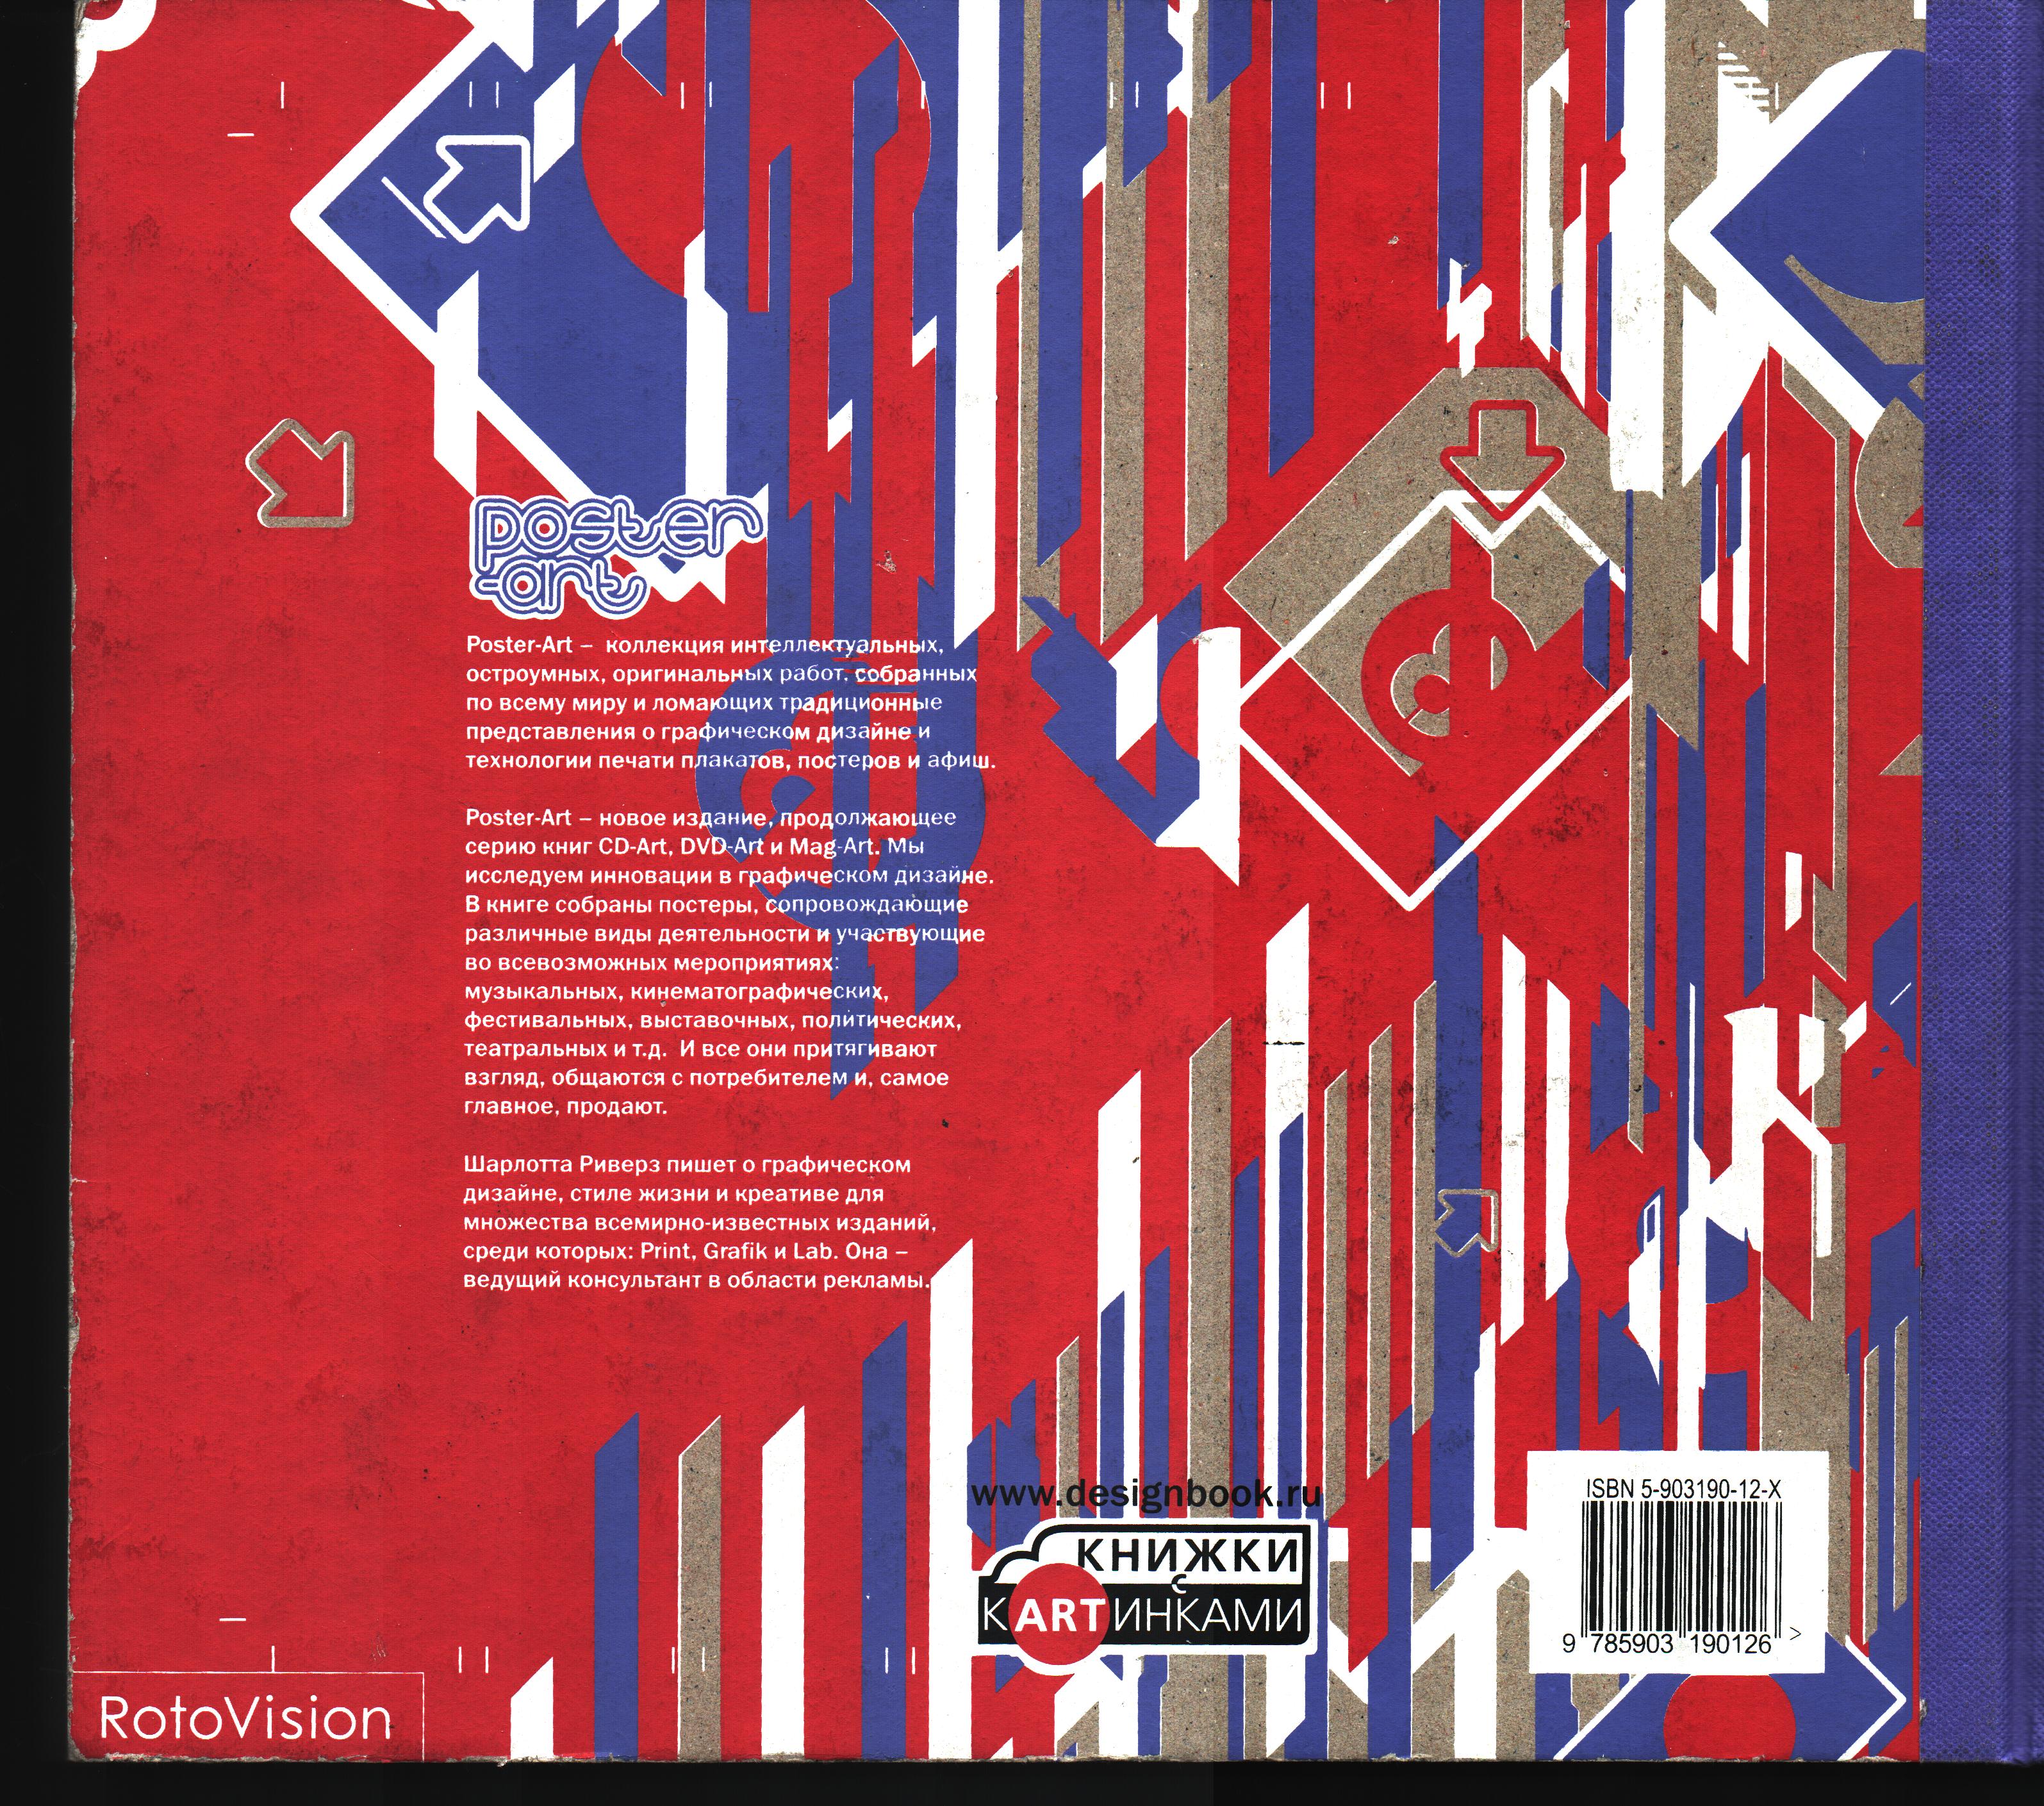 poster
-art
Poster-Art – коллекция интеллектуальных,
остроумных, оригинальных работ, собранных
по всему миру и ломающих традиционные
представления о графическом дизайне и
технологии печати плакатов, постеров и афиш.
Poster-Art – новое издание, продолжающее
серию книг CD-Art, DVD-Art и Mag-Art. Мы
исследуем инновации в графическом дизайне.
В книге собраны постеры, сопровождающие
различные виды деятельности и участвующие
во всевозможных мероприятиях:
музыкальных, кинематографических,
фестивальных, выставочных, политических,
театральных и т.д. И все они притягивают
взгляд, общаются с потребителем и, самое
главное, продают.
Шарлотта Риверз пишет о графическом
дизайне, стиле жизни и креативе для
множества всемирно-известных изданий,
среди которых: Print, Grafik и Lab. Она –
ведущий консультант в области рекламы.
www.designbook.ru
КНИЖКИ
с
КARTИНКАМИ
ISBN 5-903190-12-X
9 785903 190126 >
RotoVision